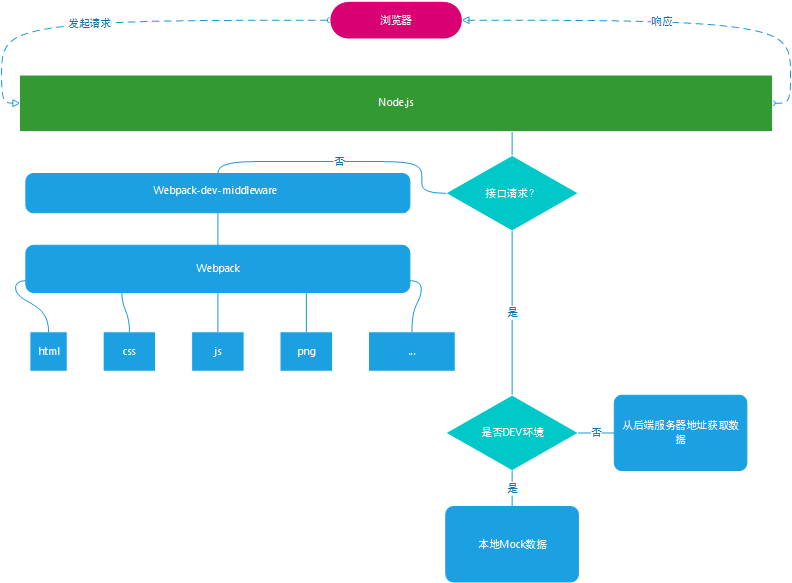 浏览器
发起请求
响应
Node.js
否
Webpack-dev-middleware
接口请求?
Webpack
是
html
css
js
png
...
是否DEV环境
否
从后端服务器地址获取数
据
是
本地Mock数据